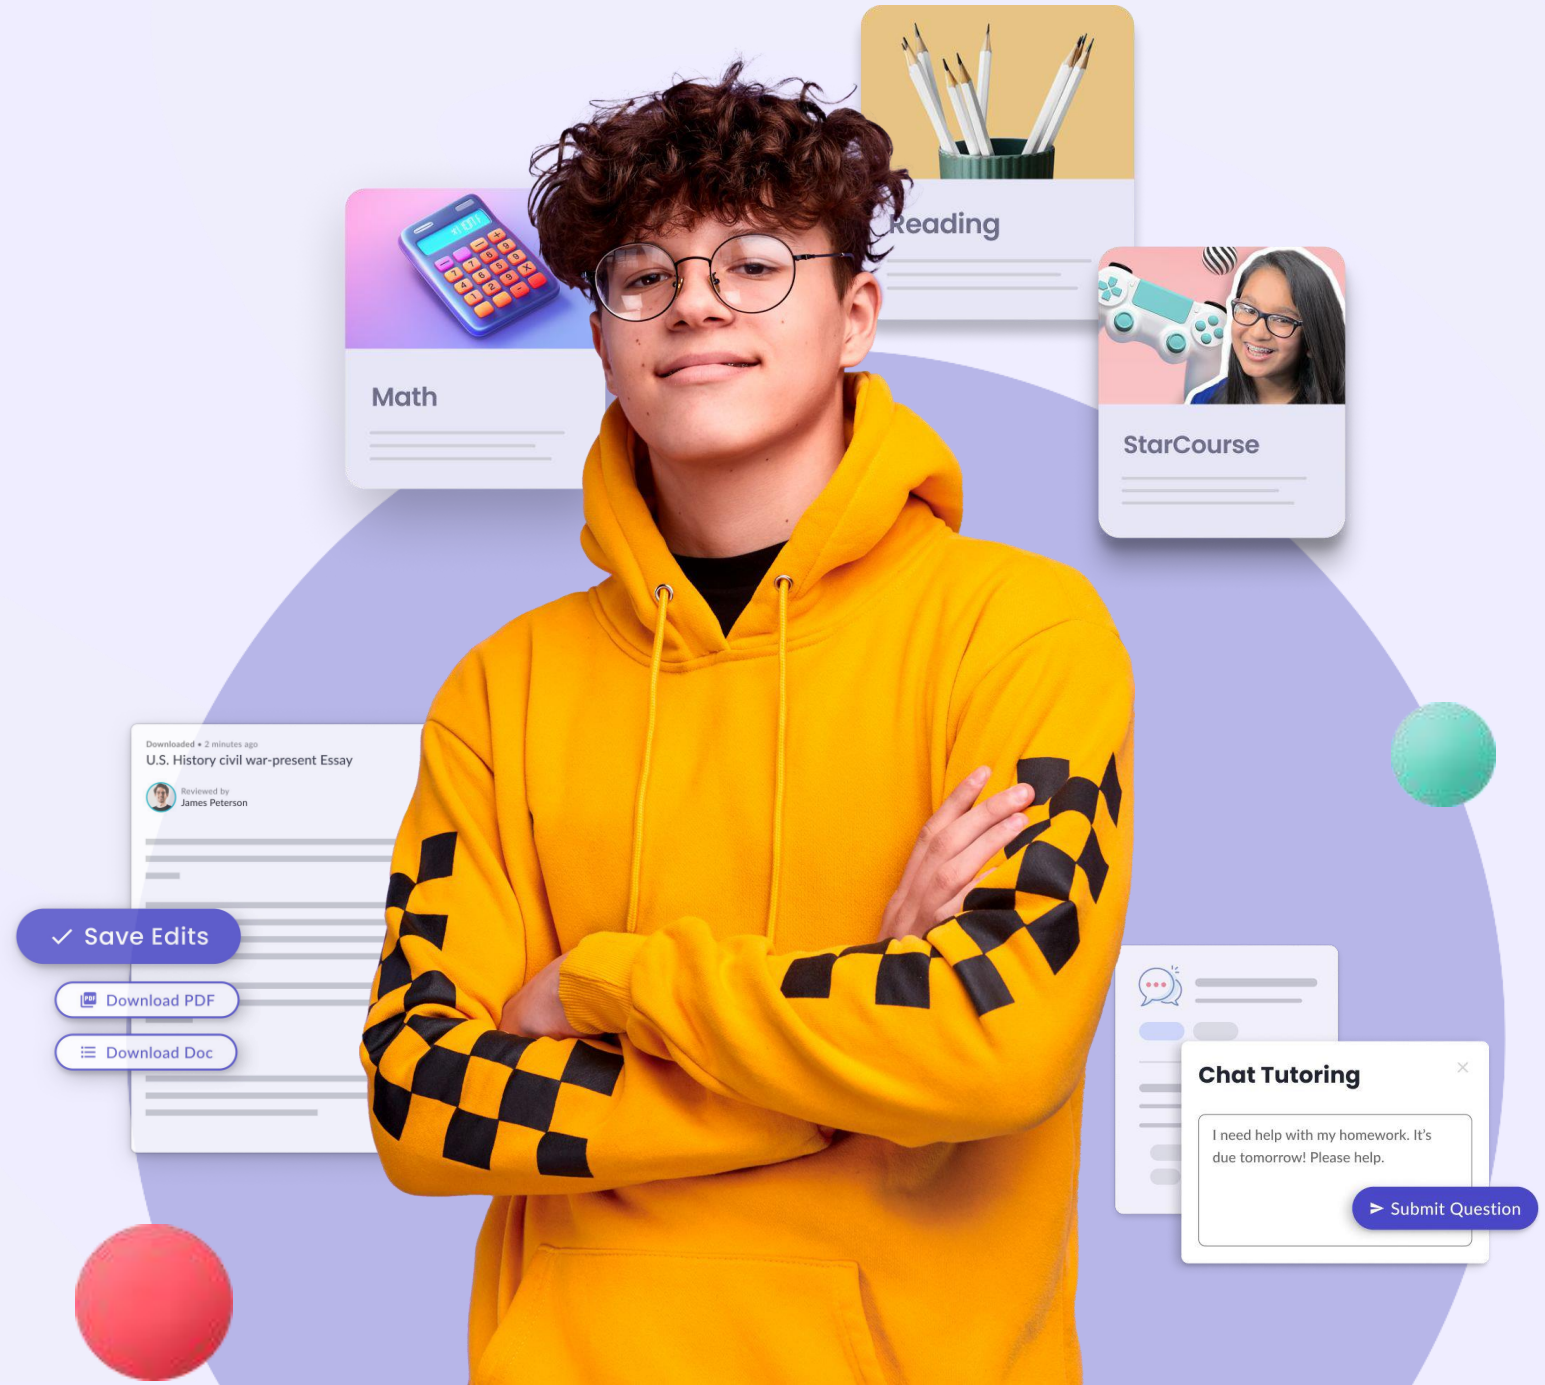 Reading
Math
StarCourse
Downloaded • 2 minutes ago
U.S. History civil war-present Essay
Reviewed by
James Peterson
Save Edits
PDF
Download PDF
Download Doc
Chat Tutoring
I need help with my homework. It's
due tomorrow! Please help.
Submit Question